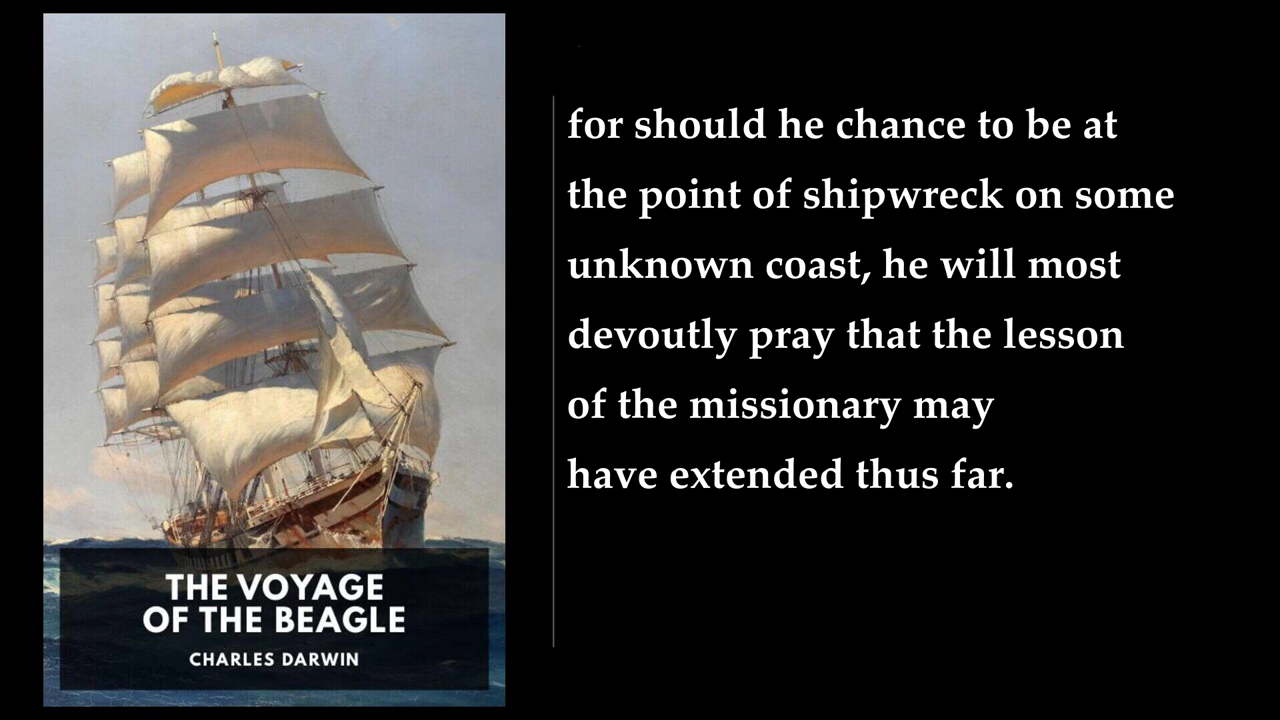 THE VOYAGE
OF THE BEAGLE
CHARLES DARWIN
for should he chance to be at
the point of shipwreck on some
unknown coast, he will most
devoutly pray that the lesson
of the missionary may
have extended thus far.